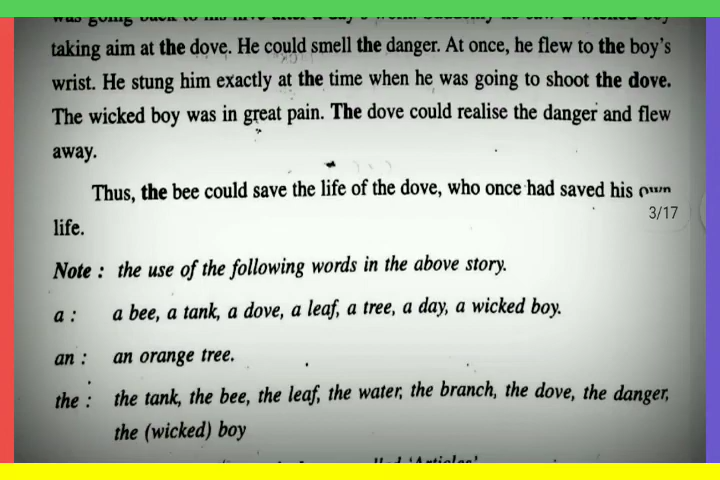 taking aim at the dove. He could smell the danger. At once, he flew to the boy's
wrist. He stung him exactly at the time when he was going to shoot the dove.
The wicked boy was in great pain. The dove could realise the danger and flew
away.
Thus, the bee could save the life of the dove, who once had saved his own
3/17
life.
Note : the use of the following words in the above story.
a : a bee, a tank, a dove, a leaf, a tree, a day, a wicked boy.
an : an orange tree.
the : the tank, the bee, the leaf, the water, the branch, the dove, the danger,
the (wicked) boy